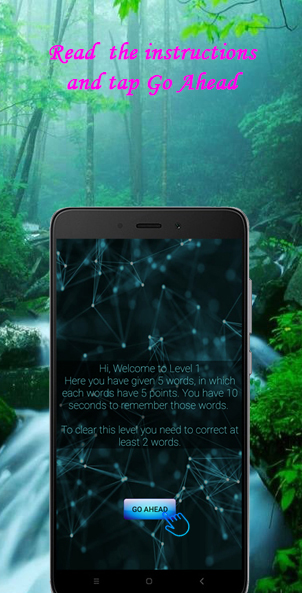 Read the instructions
and tap Go Ahead
Hi, Welcome to Level 1
Here you have given 5 words, in which
each words have 5 points. You have 10
seconds to remember those words.
To clear this level you need to correct at
least 2 words.
GO AHEAD